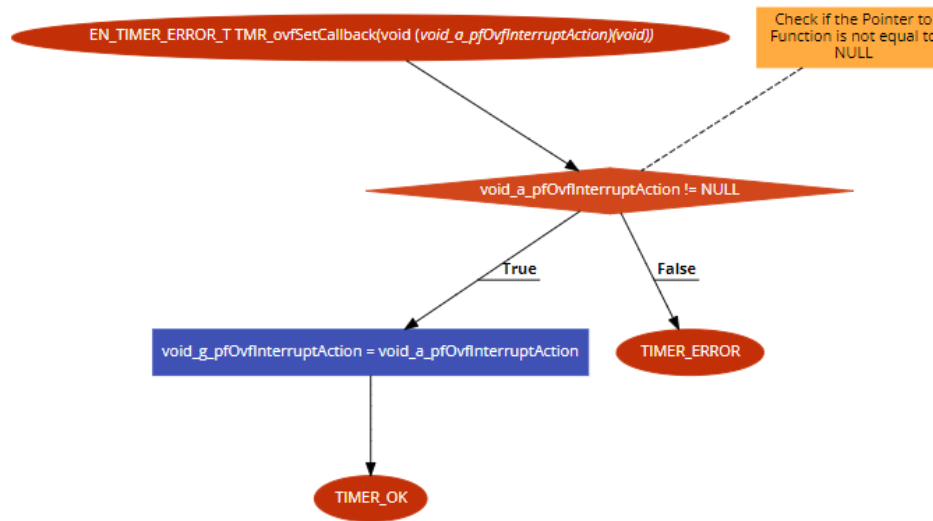 EN_TIMER_ERROR_T TMR_ovfSetCallback(void (void_a_pfOvfInterruptAction)(void))
Check if the Pointer to
Function is not equal to
NULL
void_a_pfOvfInterruptAction != NULL
True
False
void_g_pfOvfInterruptAction = void_a_pfOvfInterruptAction
TIMER_ERROR
TIMER_OK